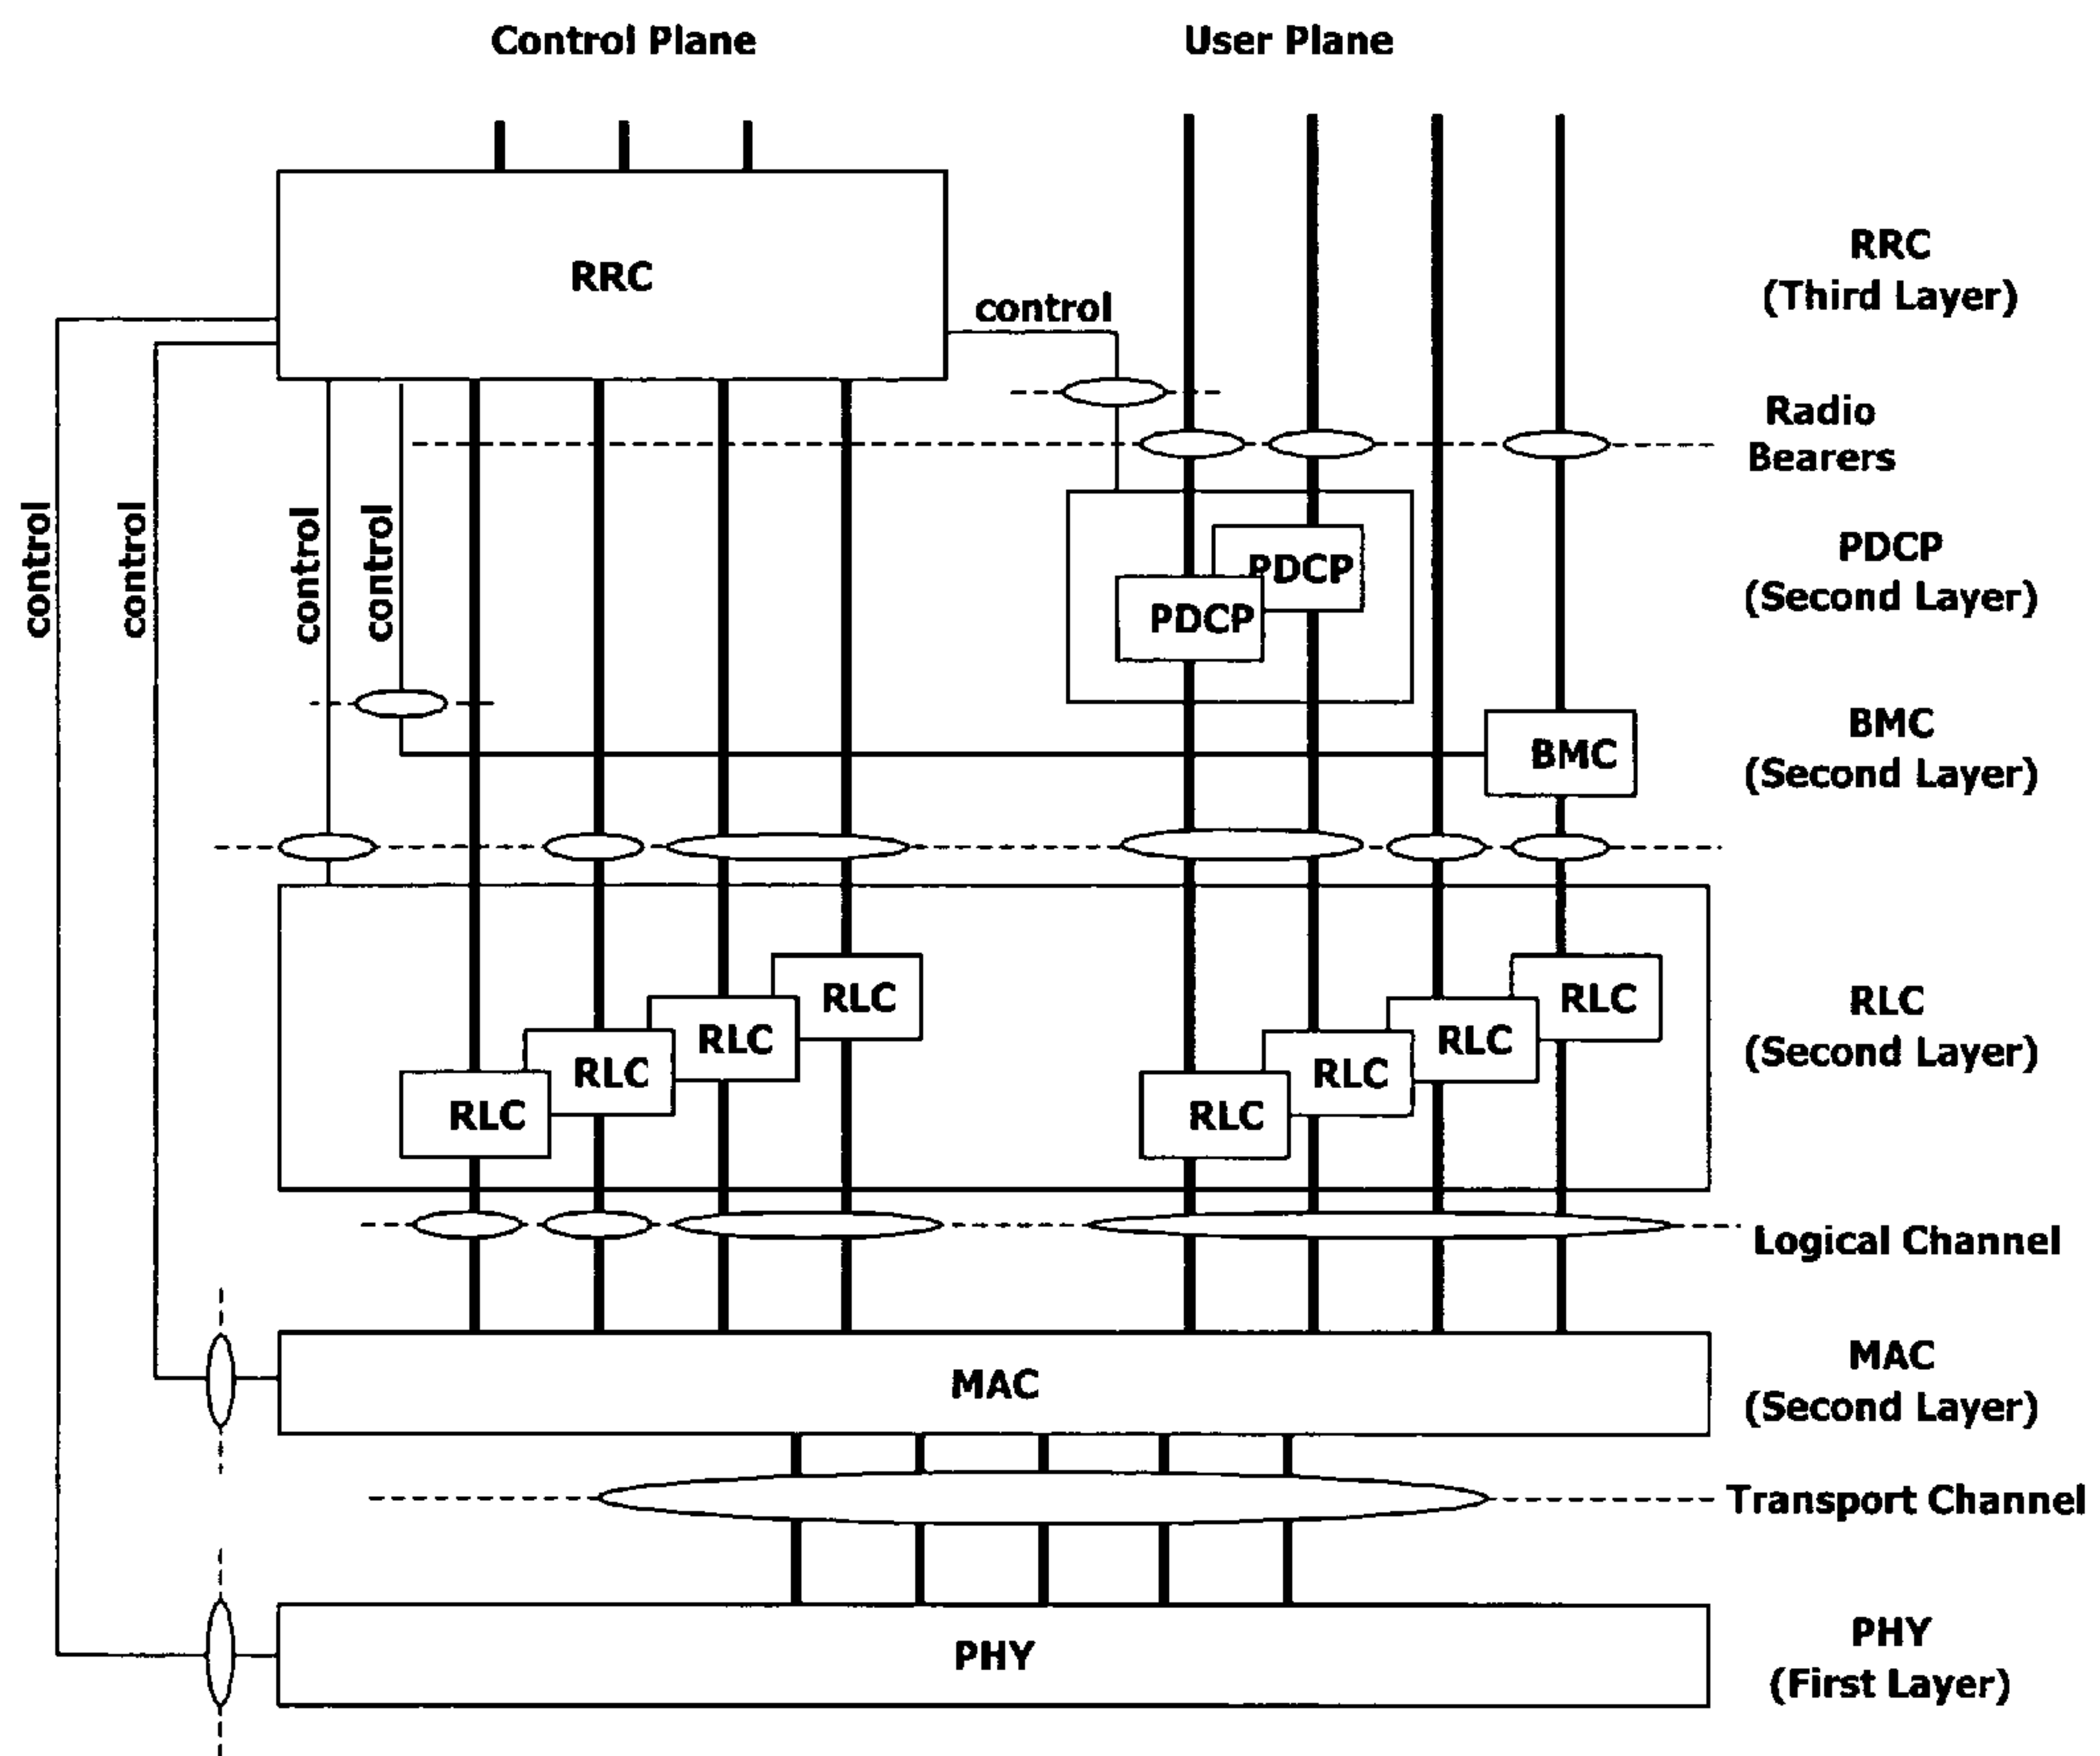 Control Plane
User Plane
RRC
control
RRC
(Third Layer)
Radio
Bearers
control
control
control
control
PDCP
PDCP
PDCP
(Second Layer)
BMC
BMC
(Second Layer)
RLC
RLC
RLC
RLC
RLC
RLC
RLC
RLC
RLC
(Second Layer)
Logical Channel
MAC
MAC
(Second Layer)
Transport Channel
PHY
PHY
(First Layer)